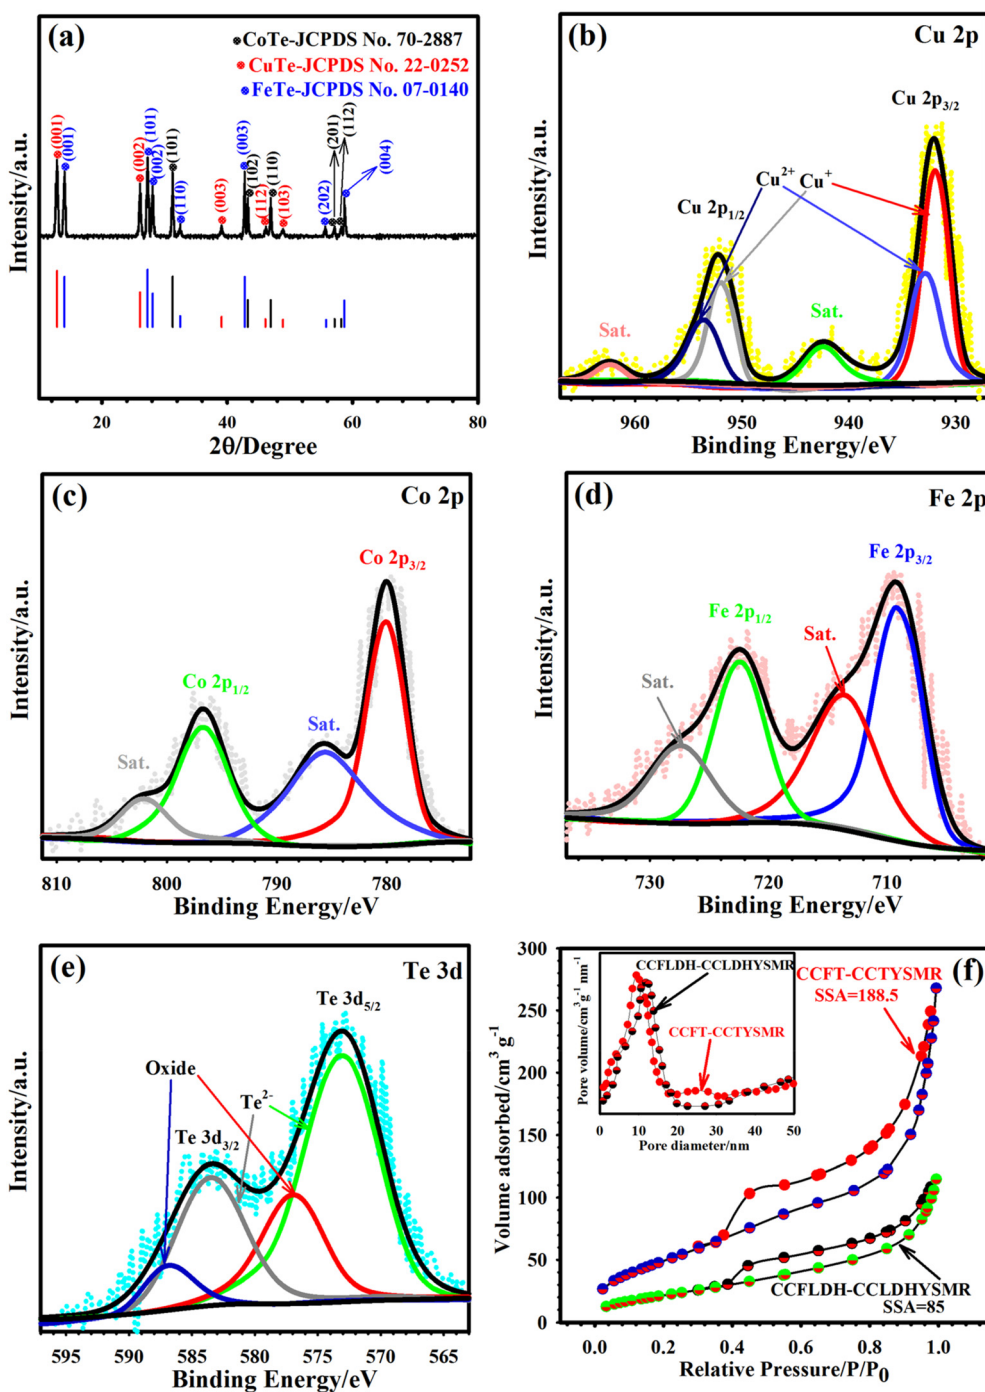 (a)
CoTe-JCPDS No. 70-2887
CuTe-JCPDS No. 22-0252
FeTe-JCPDS No. 07-0140
(001)
(001)
(002)
(101)
(002)
(101)
(110)
(003)
(003)
(102)
(112)
(110)
(103)
(202)
(201)
(112)
(004)
Intensity/a.u.
20 40 60 80
2θ/Degree
(b)
Cu 2p
Cu 2p3/2
Cu2+
Cu+
Cu 2p1/2
Sat.
Sat.
Intensity/a.u.
960 950 940 930
Binding Energy/eV
(c)
Co 2p
Co 2p3/2
Co 2p1/2
Sat.
Sat.
Intensity/a.u.
810 800 790 780
Binding Energy/eV
(d)
Fe 2p
Fe 2p3/2
Fe 2p1/2
Sat.
Sat.
Intensity/a.u.
730 720 710
Binding Energy/eV
(e)
Te 3d
Te 3d5/2
Oxide
Te2-
Te 3d3/2
Intensity/a.u.
595 590 585 580 575 570 565
Binding Energy/eV
(f)
300
250
200
150
100
50
0
Volume adsorbed/cm3 g-1
CCFT-CCTYSMR
SSA=188.5
CCFLDH-CCLDHYSMR
CCFT-CCTYSMR
Pore volume/cm3 g-1 nm-1
0 10 20 30 40 50
Pore diameter/nm
CCFLDH-CCLDHYSMR
SSA=85
0.0 0.2 0.4 0.6 0.8 1.0
Relative Pressure/P/P0